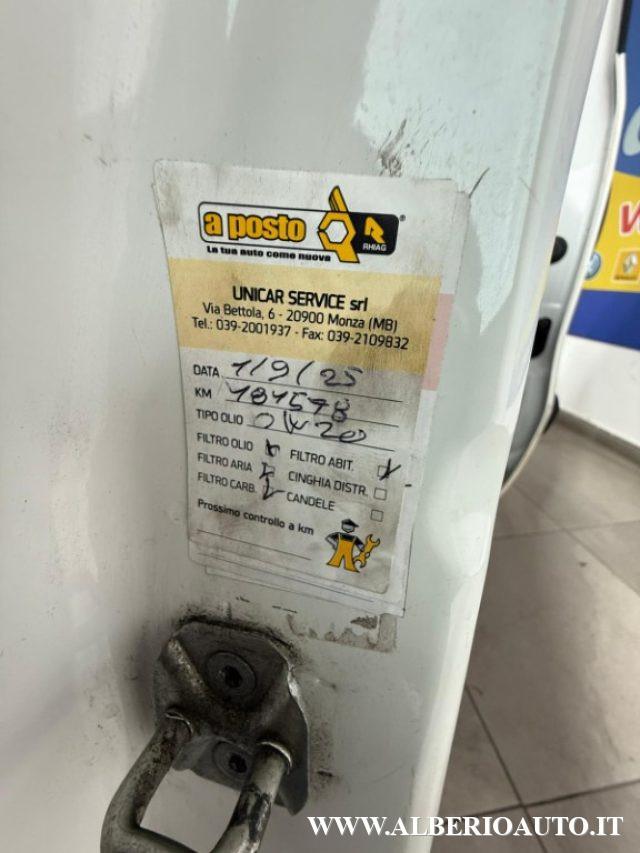 a posto
RHIAG
®
La tua auto come nuova
UNICAR SERVICE srl
Via Bettola, 6 - 20900 Monza (MB)
Tel.: 039-2001937 - Fax: 039-2109832
DATA 1/9/25
KM 181578
TIPO OLIO 0W20
FILTRO OLIO FILTRO ABIT.
FILTRO ARIA CINGHIA DISTR.
FILTRO CARB. CANDELE
Prossimo controllo a km
WWW.ALBERIOAUTO.IT